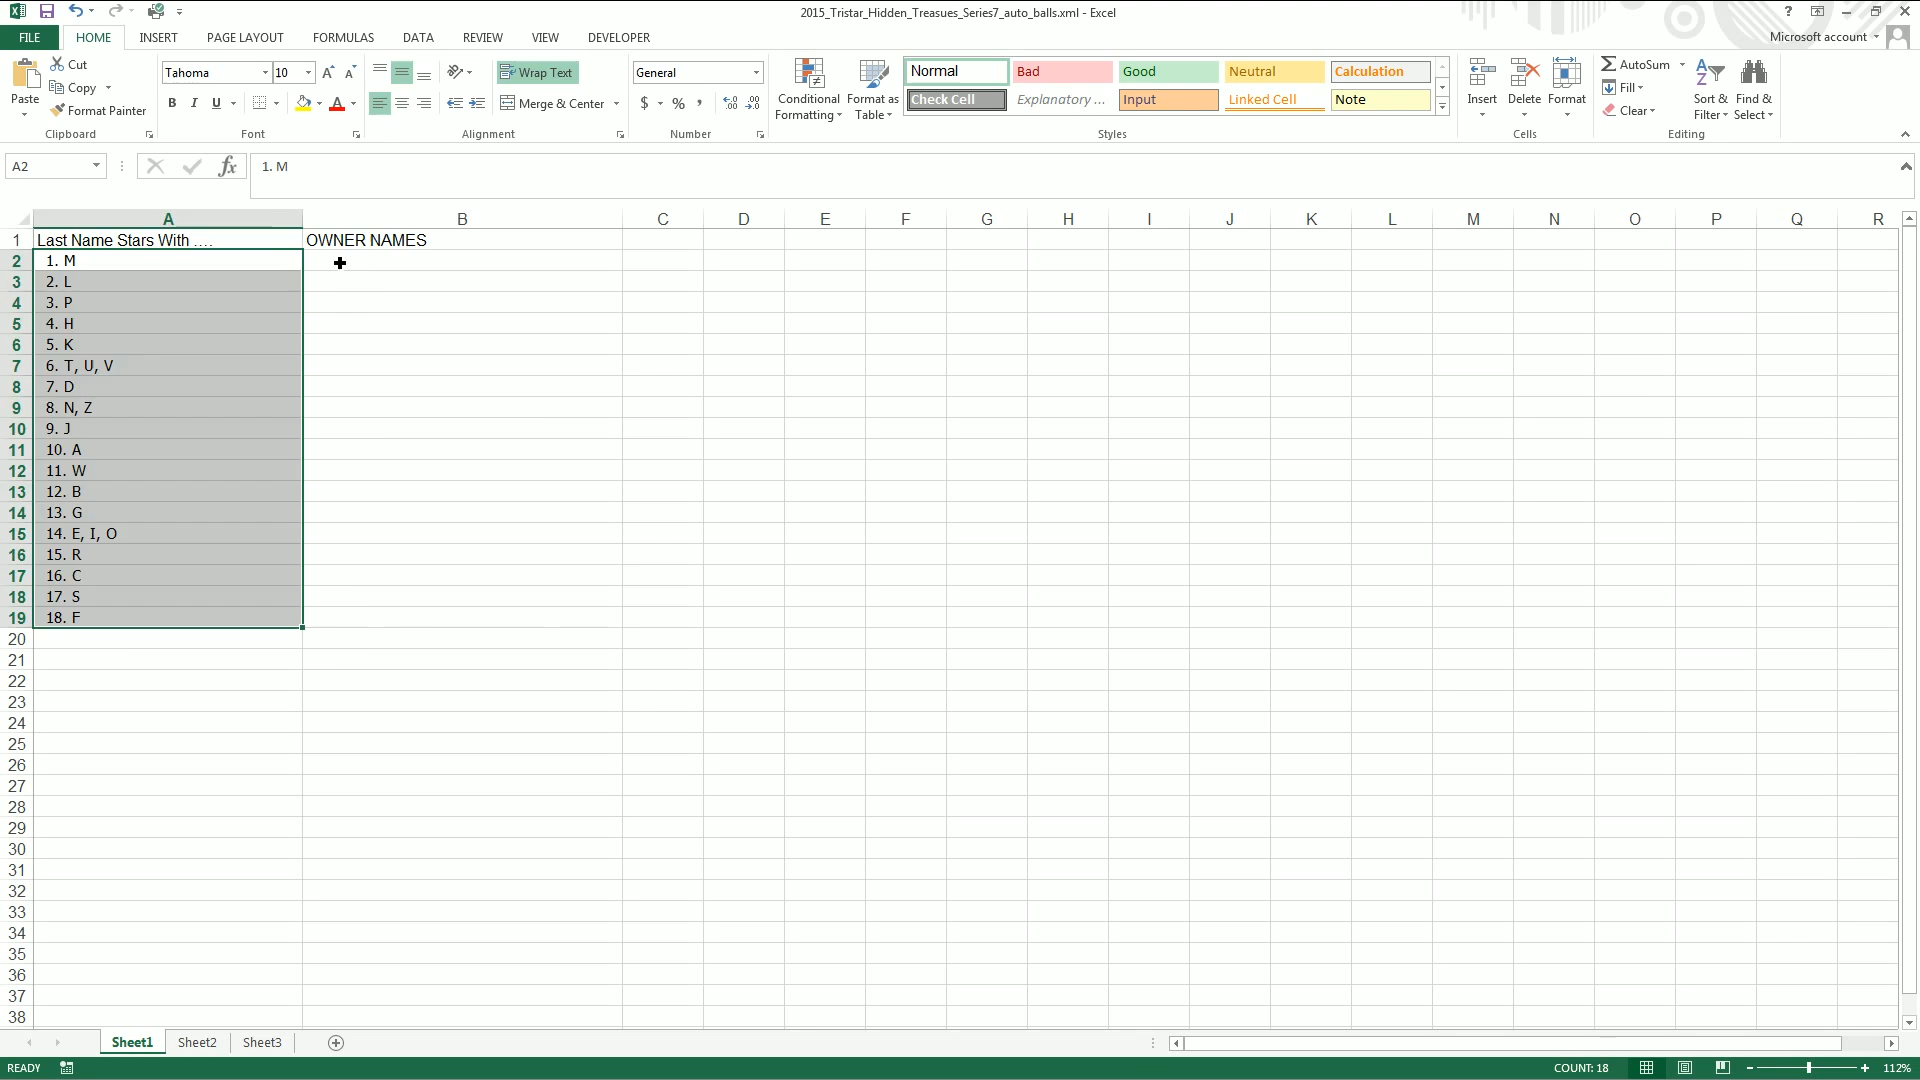 2015_Tristar_Hidden_Treasues_Series7_auto_balls.xml - Excel
FILE HOME INSERT PAGE LAYOUT FORMULAS DATA REVIEW VIEW DEVELOPER Microsoft account
Paste
Cut
Copy
Format Painter
Clipboard
Tahoma 10
B I U
Font
Wrap Text
Merge & Center
Alignment
General
$ % ,
Number
Conditional Formatting
Format as Table
Normal Bad Good Neutral Calculation
Check Cell Explanatory ... Input Linked Cell Note
Styles
Insert Delete Format
Cells
AutoSum
Fill
Clear
Sort & Filter
Find & Select
Editing
A2 fx 1. M
A B C D E F G H I J K L M N O P Q R
1 Last Name Stars With .... OWNER NAMES
2 1. M
3 2. L
4 3. P
5 4. H
6 5. K
7 6. T, U, V
8 7. D
9 8. N, Z
10 9. J
11 10. A
12 11. W
13 12. B
14 13. G
15 14. E, I, O
16 15. R
17 16. C
18 17. S
19 18. F
20
21
22
23
24
25
26
27
28
29
30
31
32
33
34
35
36
37
38
Sheet1 Sheet2 Sheet3
READY COUNT: 18 112%